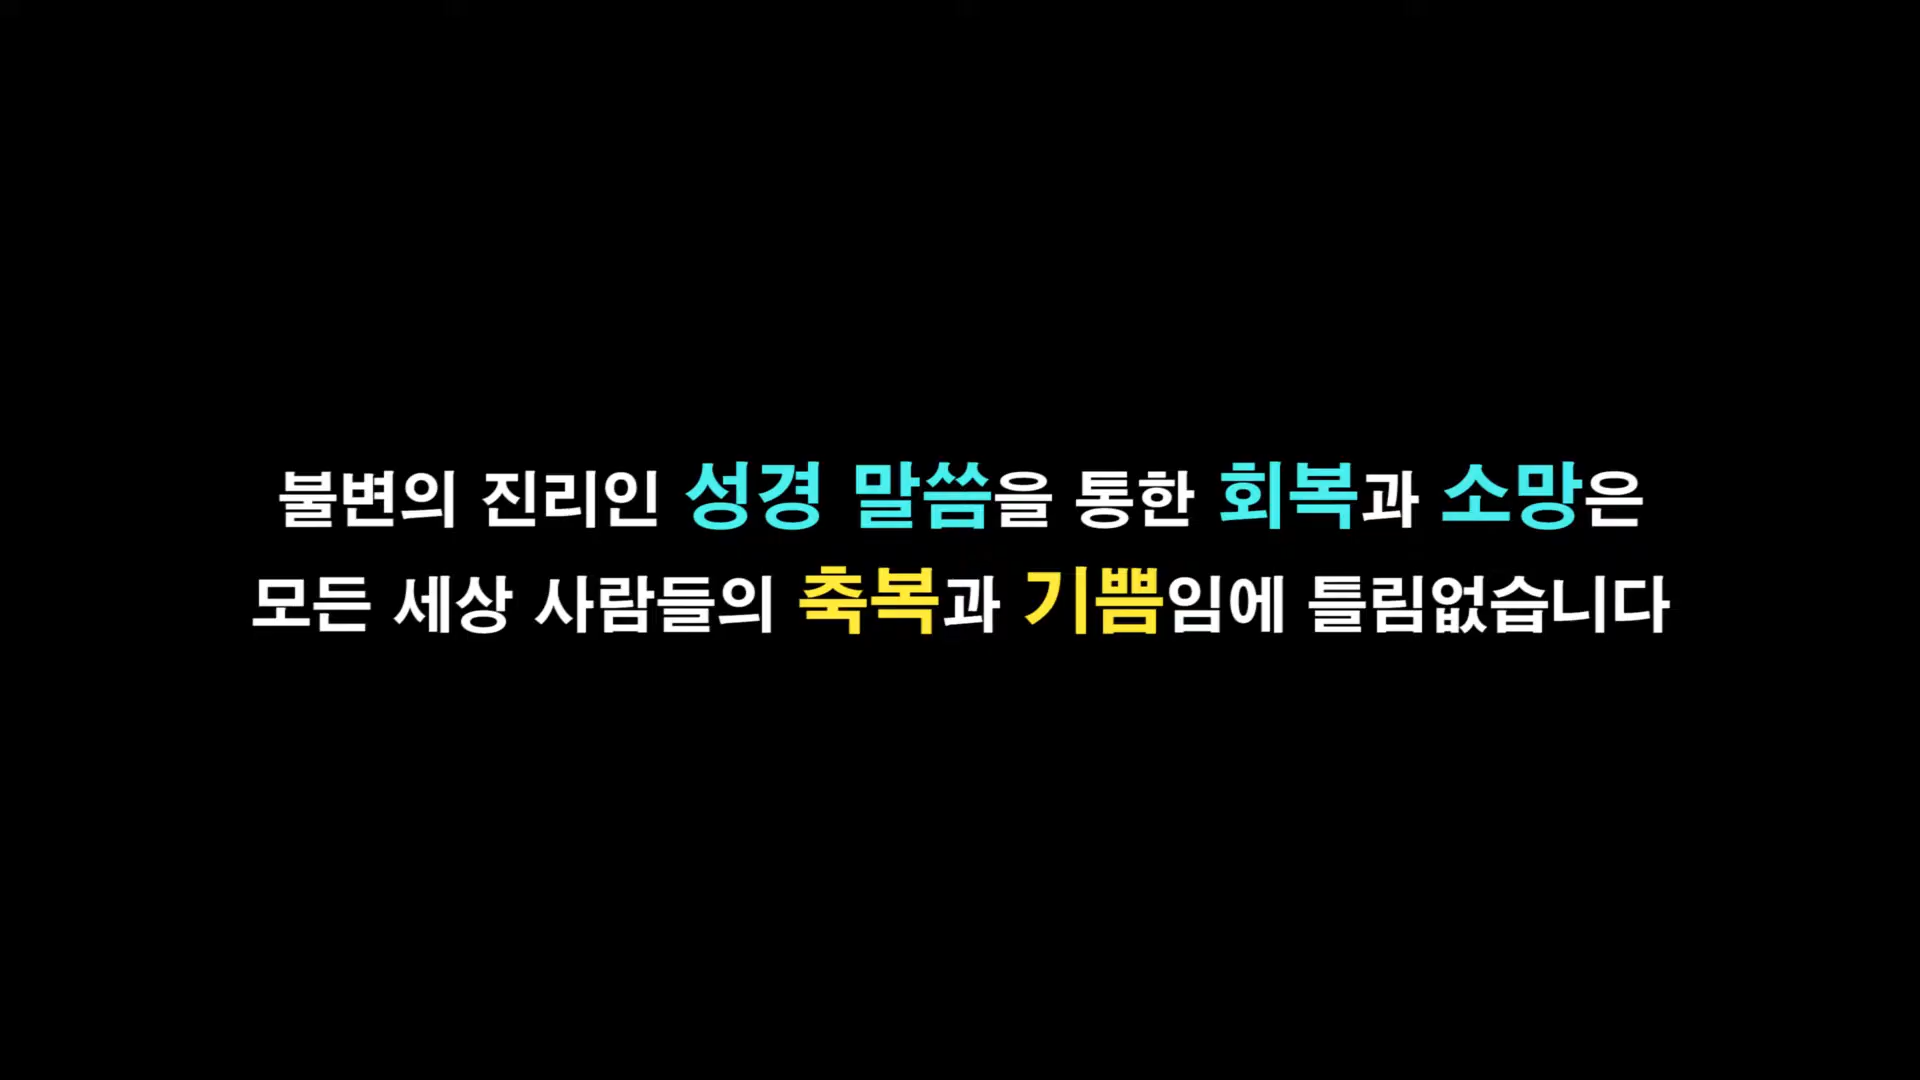 불변의 진리인 성경 말씀을 통한 회복과 소망은
모든 세상 사람들의 축복과 기쁨임에 틀림없습니다